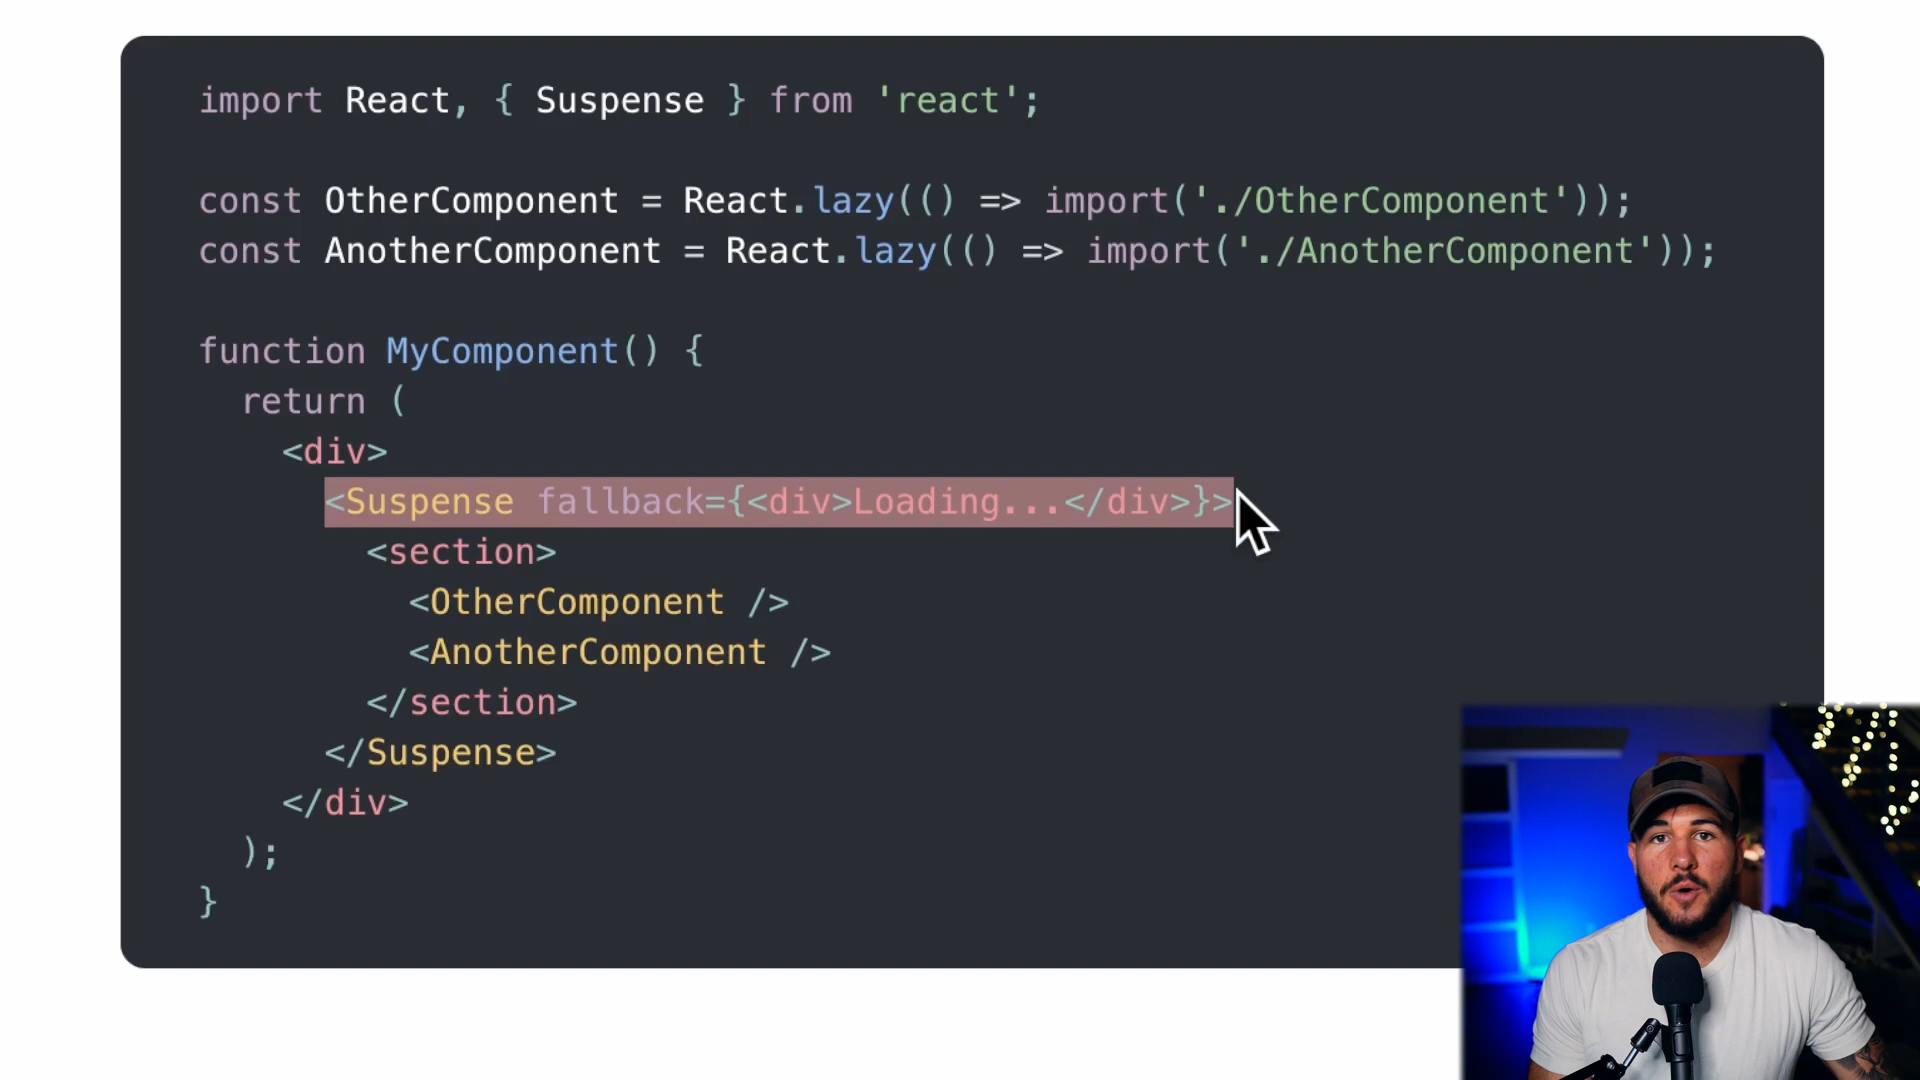 import React, { Suspense } from 'react';
const OtherComponent = React.lazy(() => import('./OtherComponent'));
const AnotherComponent = React.lazy(() => import('./AnotherComponent'));
function MyComponent() {
return (
<div>
<Suspense fallback={<div>Loading...</div>}>
<section>
<OtherComponent />
<AnotherComponent />
</section>
</Suspense>
</div>
);
}